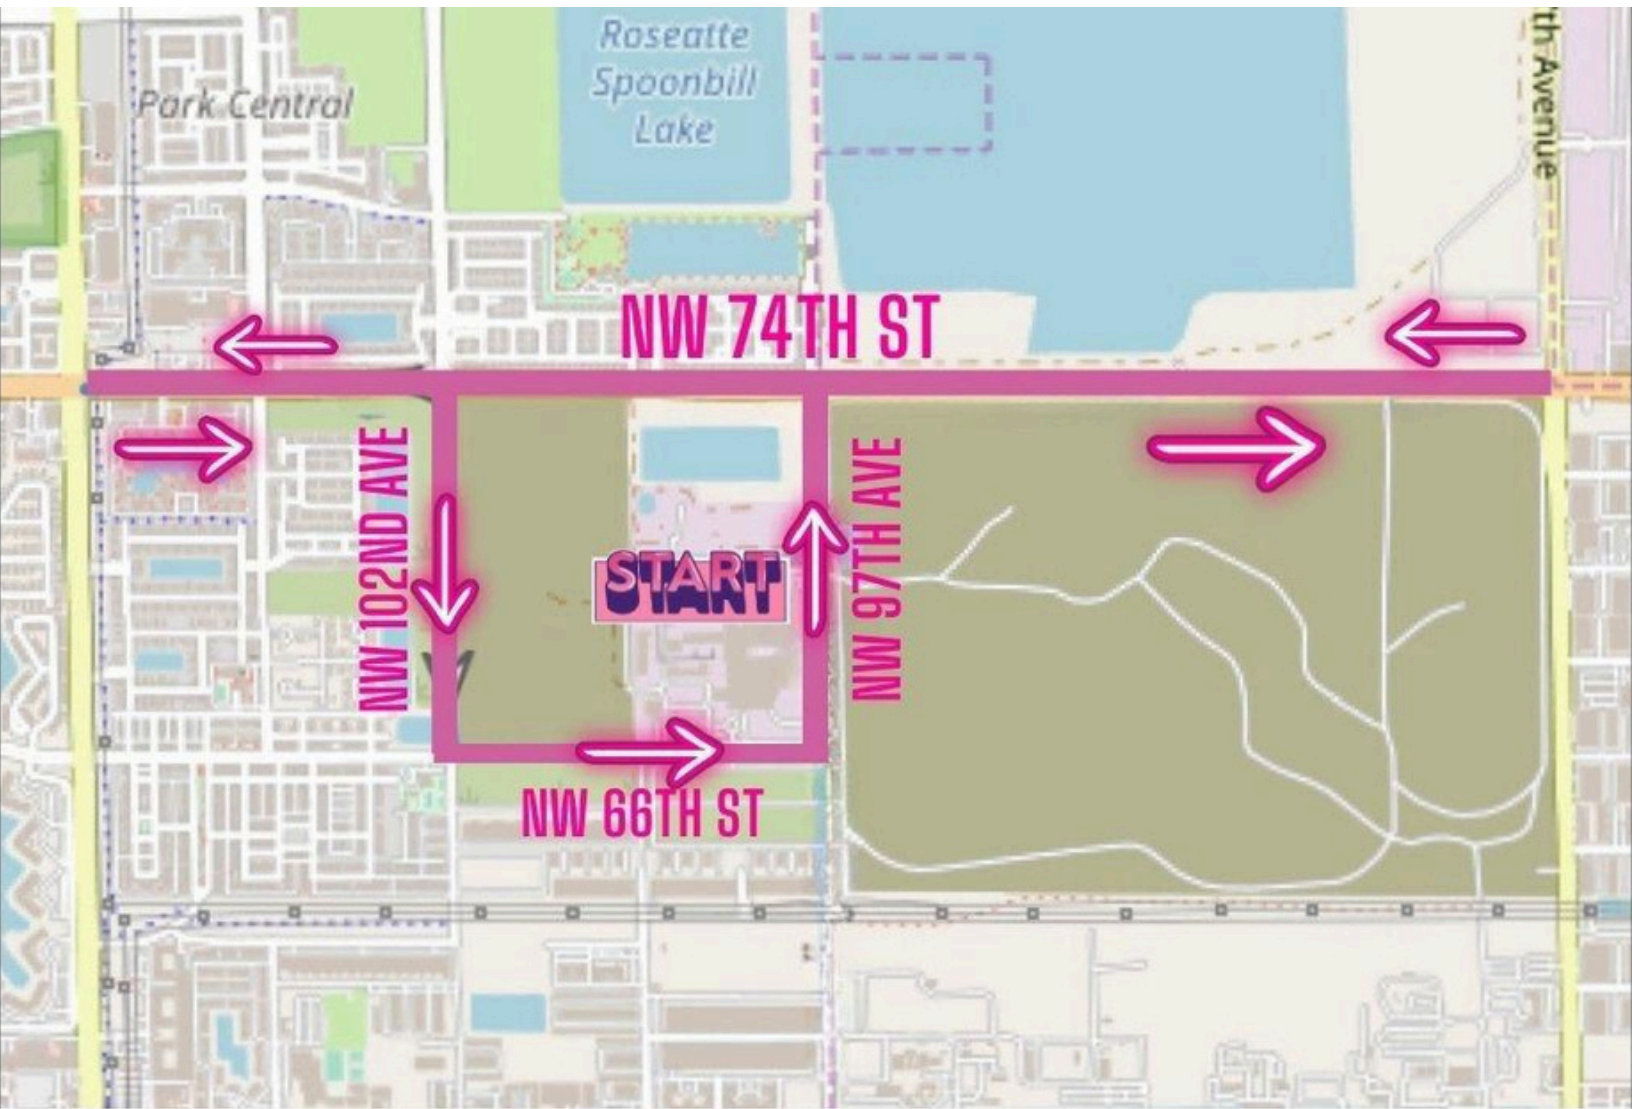 Roseatte
Spoonbill
Lake
Park Central
th Avenue
NW 74TH ST
NW 102ND AVE
START
NW 97TH AVE
NW 66TH ST